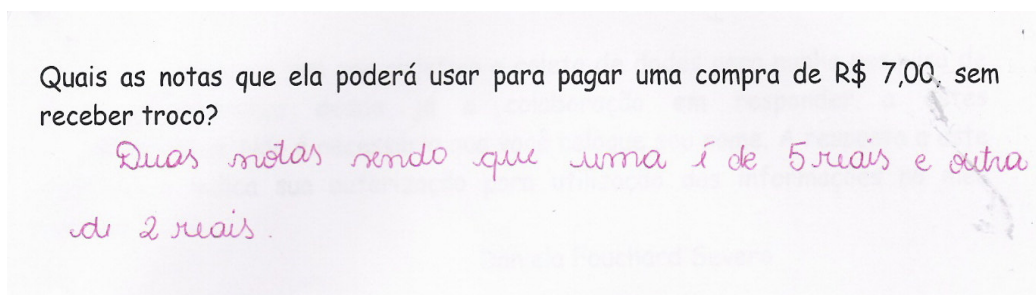 Quais as notas que ela poderá usar para pagar uma compra de R$ 7,00, sem
receber troco?
Duas notas sendo que uma é de 5 reais e outra
de 2 reais.